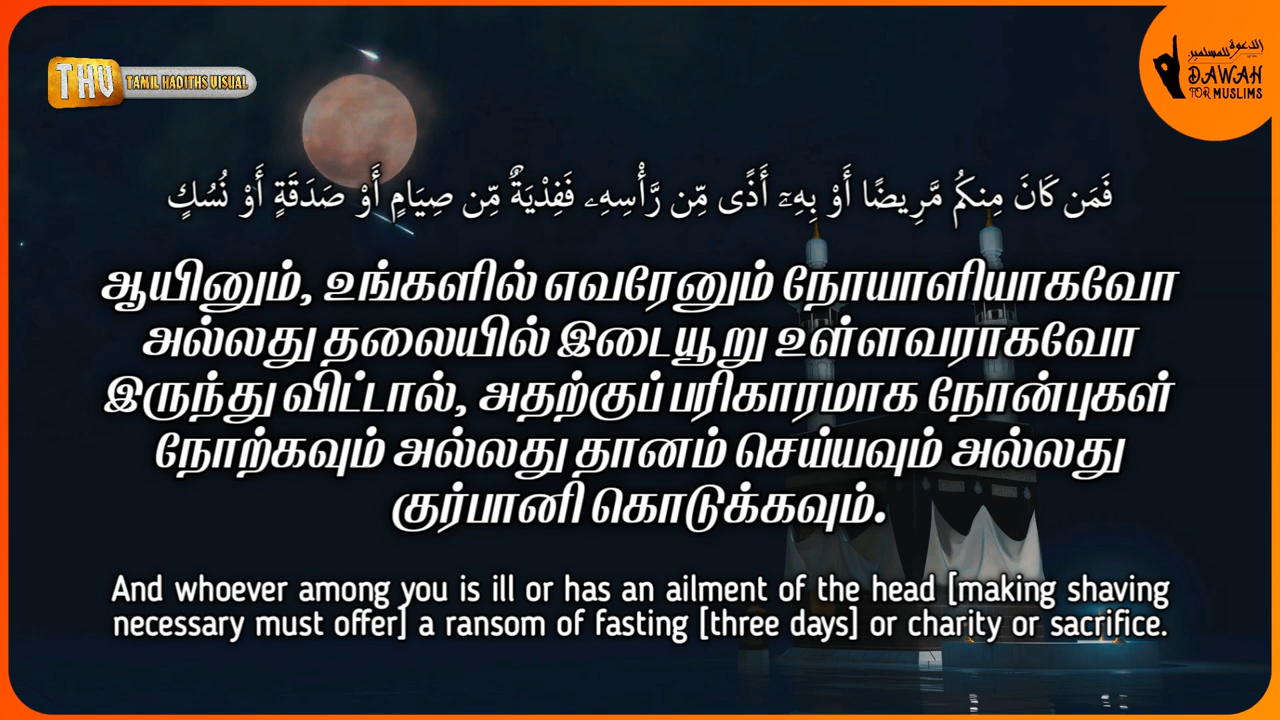 THV TAMIL HADITHS VISUAL
الدعوة للمسلمين
DAWAH
FOR MUSLIMS
فَمَن كَانَ مِنكُم مَّرِيضًا أَوْ بِهِۦٓ أَذًى مِّن رَّأْسِهِۦ فَفِدْيَةٌ مِّن صِيَامٍ أَوْ صَدَقَةٍ أَوْ نُسُكٍ
ஆயினும், உங்களில் எவரேனும் நோயாளியாகவோ
அல்லது தலையில் இடையூறு உள்ளவராகவோ
இருந்து விட்டால், அதற்குப் பரிகாரமாக நோன்புகள்
நோற்கவும் அல்லது தானம் செய்யவும் அல்லது
குர்பானி கொடுக்கவும்.
And whoever among you is ill or has an ailment of the head [making shaving
necessary must offer] a ransom of fasting [three days] or charity or sacrifice.